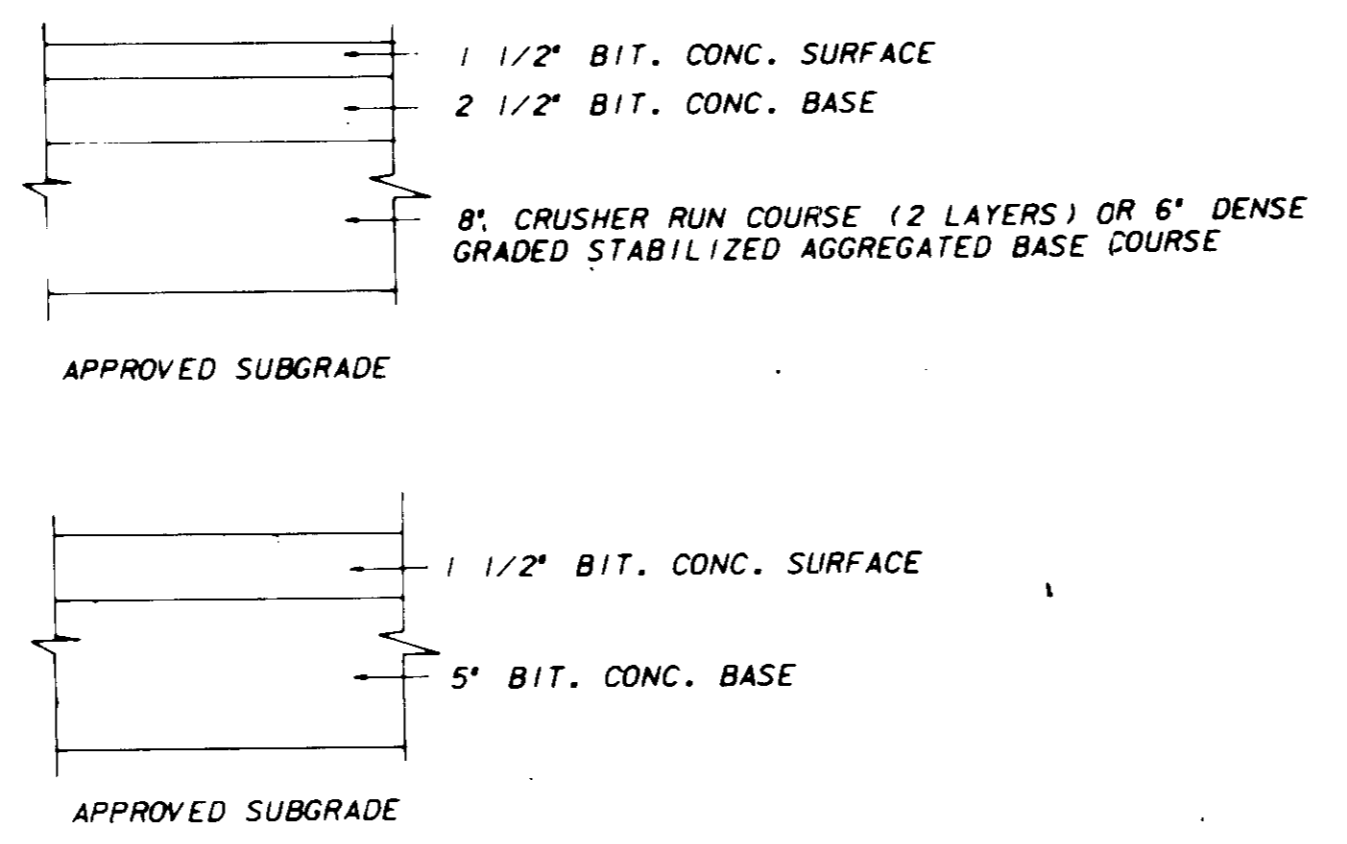 1 1/2" BIT. CONC. SURFACE
2 1/2" BIT. CONC. BASE
8", CRUSHER RUN COURSE (2 LAYERS) OR 6" DENSE
GRADED STABILIZED AGGREGATED BASE COURSE
APPROVED SUBGRADE
1 1/2" BIT. CONC. SURFACE
5" BIT. CONC. BASE
APPROVED SUBGRADE